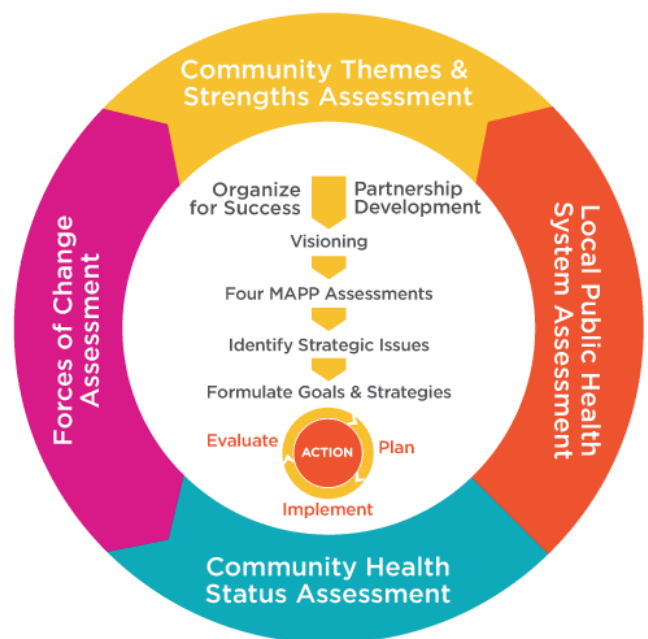 Community Themes &
Strengths Assessment
Organize
for Success
Partnership
Development
Visioning
Four MAPP Assessments
Identify Strategic Issues
Formulate Goals & Strategies
Evaluate
ACTION
Plan
Implement
Forces of Change
Assessment
Local Public Health
System Assessment
Community Health
Status Assessment